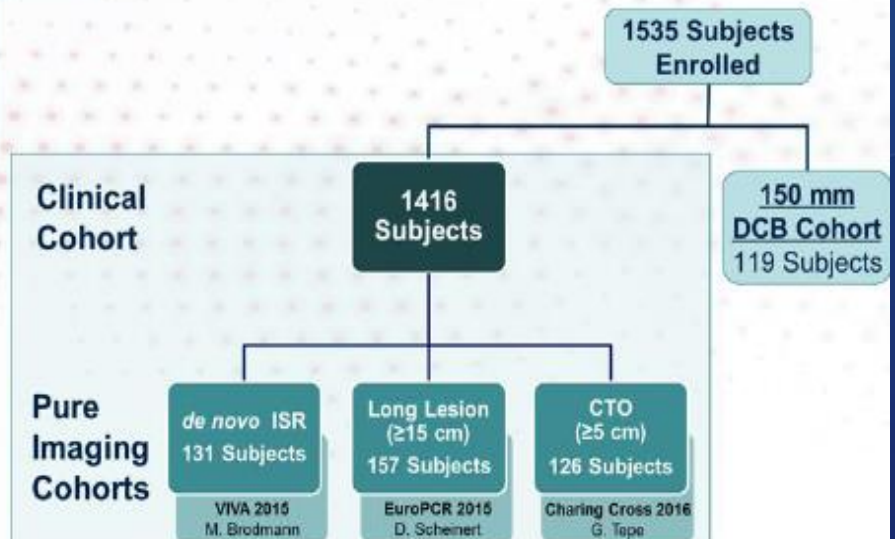 1535 Subjects
Enrolled
Clinical
Cohort
1416
Subjects
150 mm
DCB Cohort
119 Subjects
Pure
Imaging
Cohorts
de novo ISR
131 Subjects
VIVA 2015
M. Brodmann
Long Lesion
(≥15 cm)
157 Subjects
EuroPCR 2015
D. Scheinert
CTO
(≥5 cm)
126 Subjects
Charing Cross 2016
G. Tepe